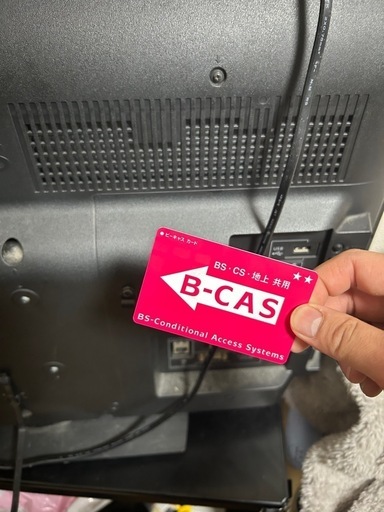 ビーキャス カード
BS・CS・地上 共用
★★
B-CAS
BS-Conditional Access Systems
USB